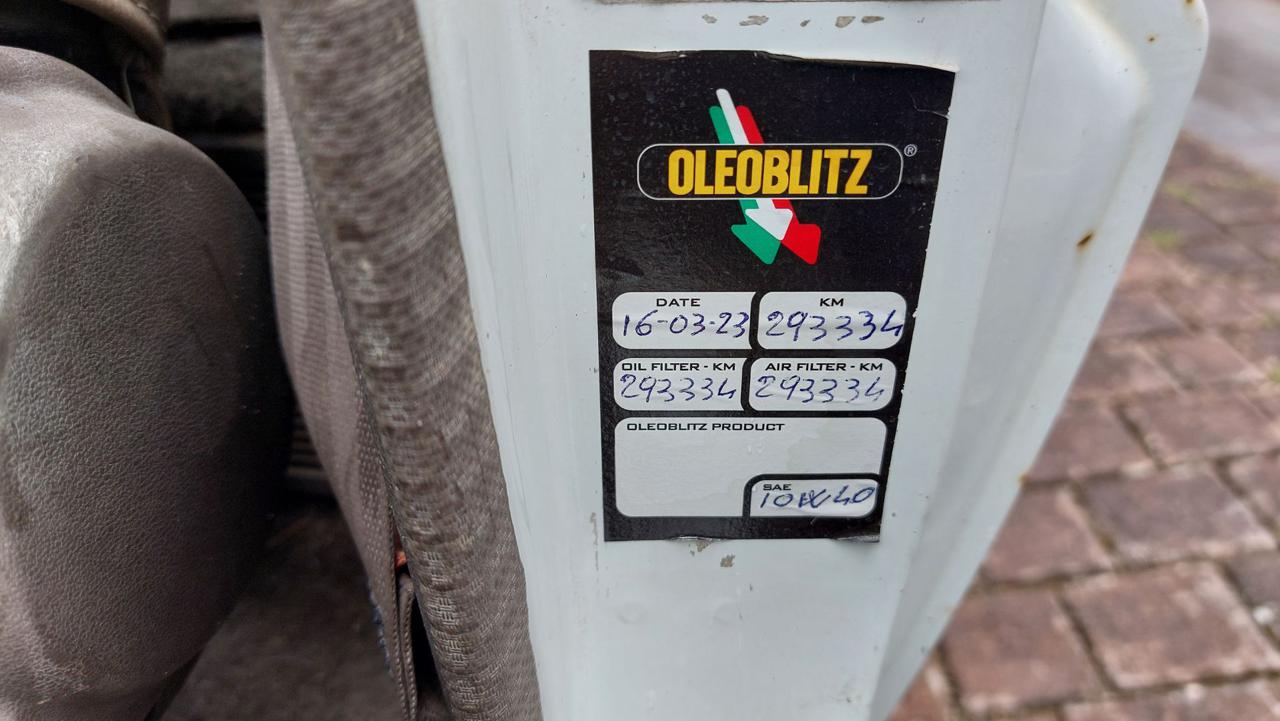 OLEOBLITZ®
DATE KM
16-03-23 293334
OIL FILTER - KM AIR FILTER - KM
293334 293334
OLEOBLITZ PRODUCT
SAE
10W40